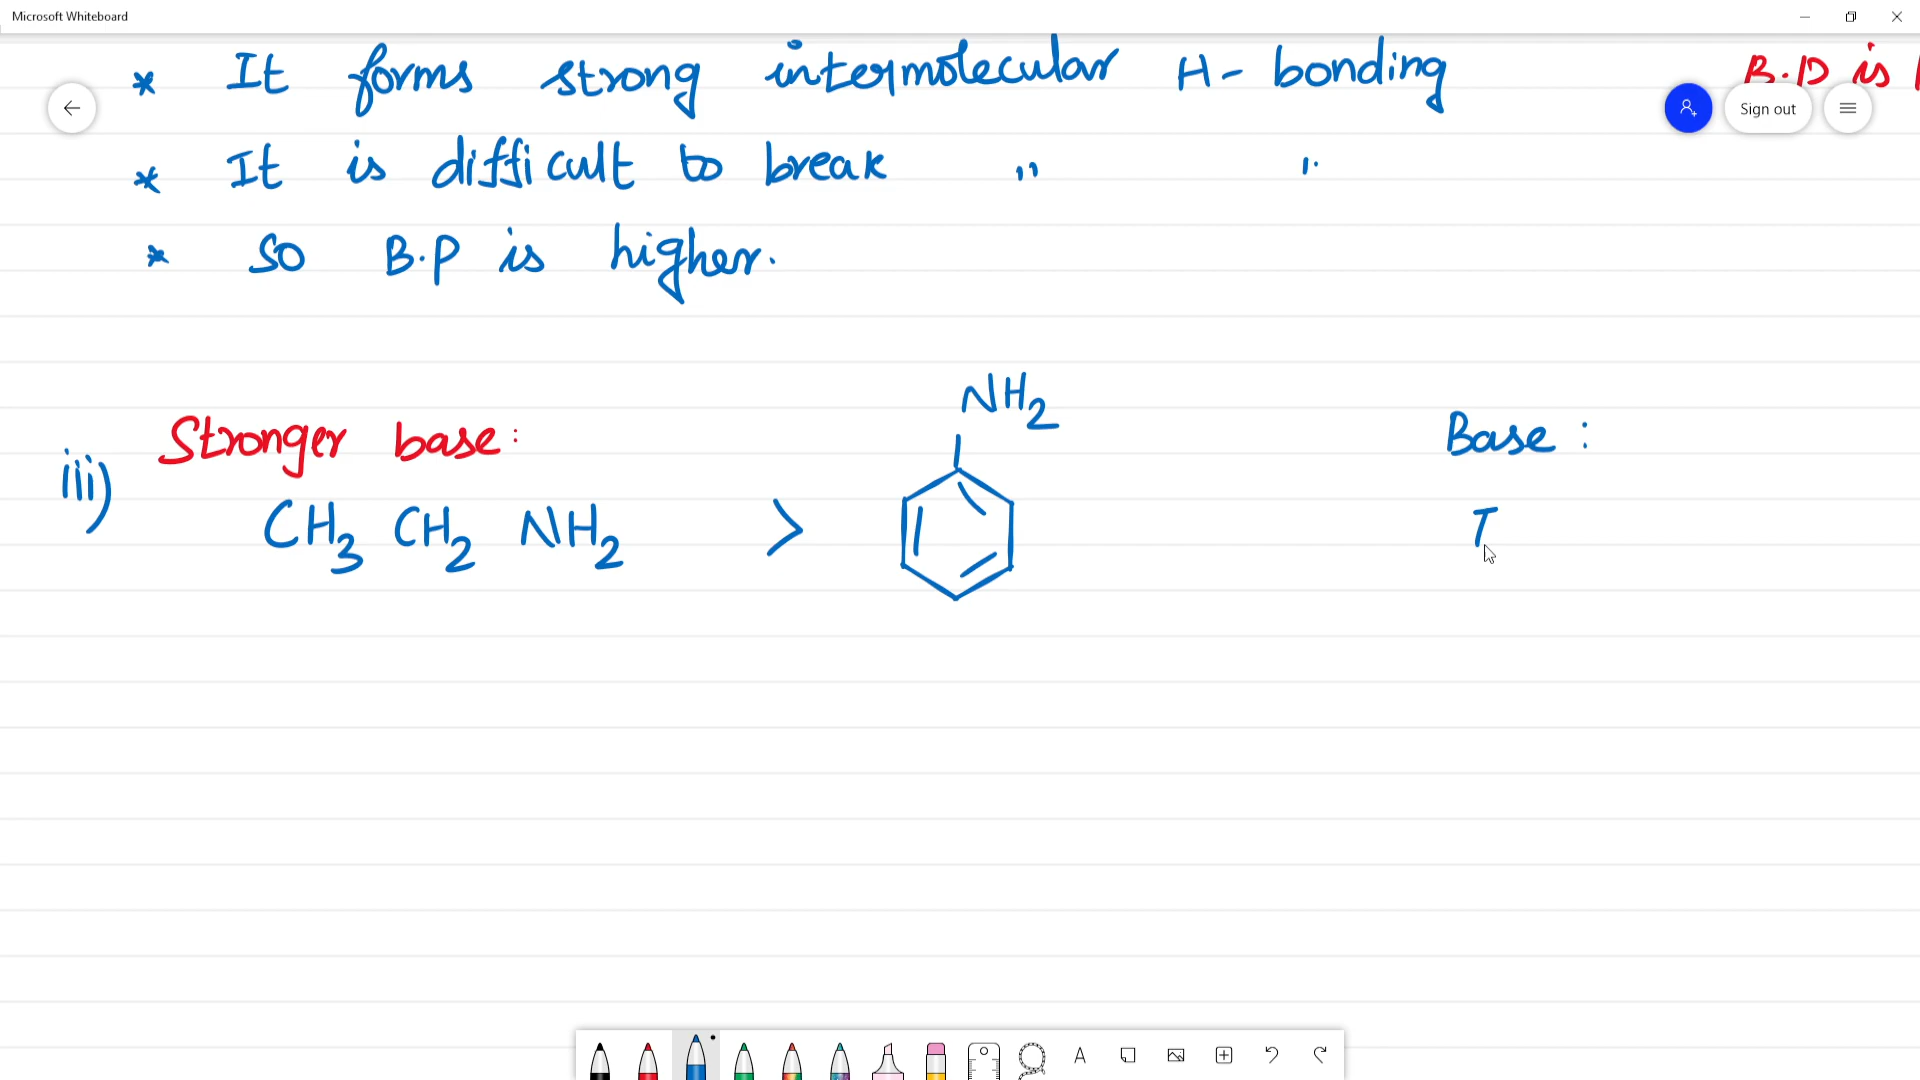 Microsoft Whiteboard
* It forms strong intermolecular H- bonding
B.D is
Sign out
* It is difficult to break " "
* SO B.P is higher.
NH2
Stronger base:
Base :
iii)
CH3 CH2 NH2 >
T
A